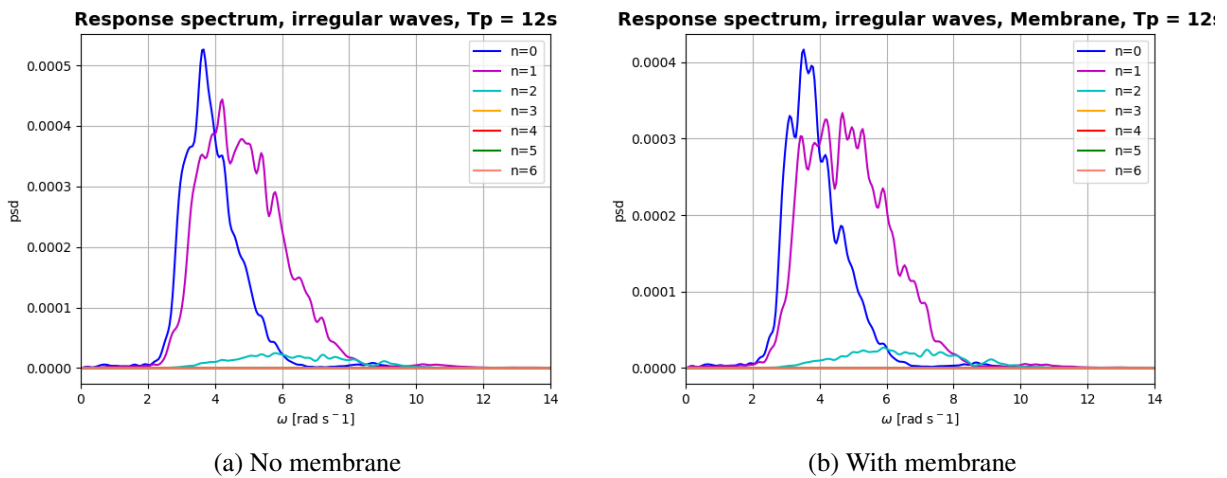 Response spectrum, irregular waves, Tp = 12s
psd
0.0005
0.0004
0.0003
0.0002
0.0001
0.0000
n=0
n=1
n=2
n=3
n=4
n=5
n=6
0 2 4 6 8 10 12 14
ω [rad s⁻1]
(a) No membrane
Response spectrum, irregular waves, Membrane, Tp = 12s
psd
0.0004
0.0003
0.0002
0.0001
0.0000
n=0
n=1
n=2
n=3
n=4
n=5
n=6
0 2 4 6 8 10 12 14
ω [rad s⁻1]
(b) With membrane